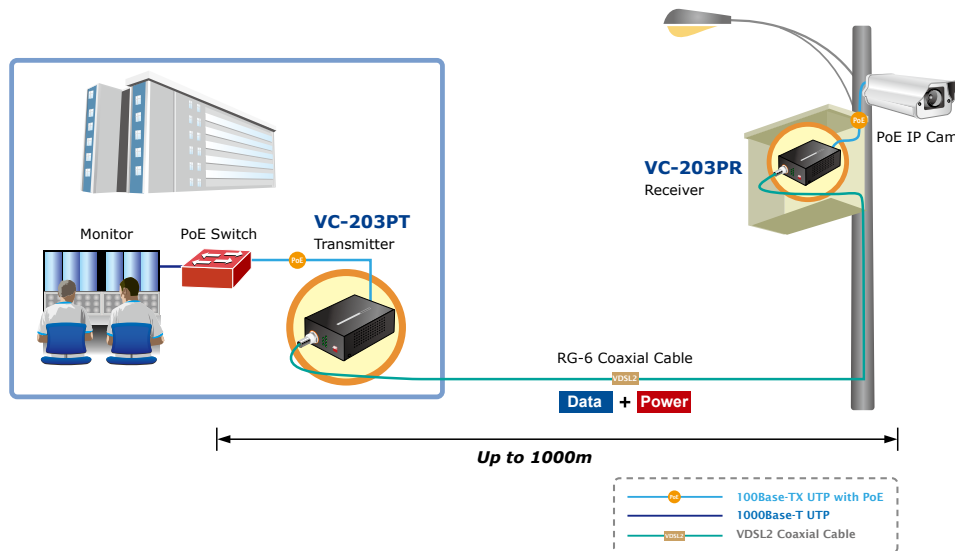 PoE
PoE IP Cam
VC-203PR
Receiver
VC-203PT
Transmitter
Monitor
PoE Switch
PoE
RG-6 Coaxial Cable
VDSL2
Data + Power
Up to 1000m
PoE
100Base-TX UTP with PoE
1000Base-T UTP
VDSL2
VDSL2 Coaxial Cable